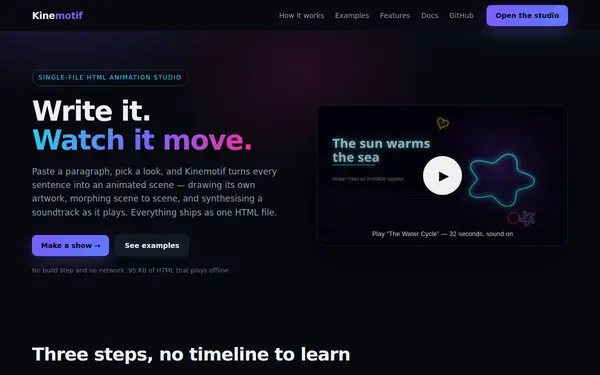 Kinemotif
How it works
Examples
Features
Docs
GitHub
Open the studio
SINGLE-FILE HTML ANIMATION STUDIO
Write it.
Watch it move.
Paste a paragraph, pick a look, and Kinemotif turns every
sentence into an animated scene — drawing its own
artwork, morphing scene to scene, and synthesising a
soundtrack as it plays. Everything ships as one HTML file.
Make a show →
See examples
No build step and no network. 95 KB of HTML that plays offline.
The sun warms
the sea
Water rises as invisible vapour.
Play “The Water Cycle” — 32 seconds, sound on
Three steps, no timeline to learn